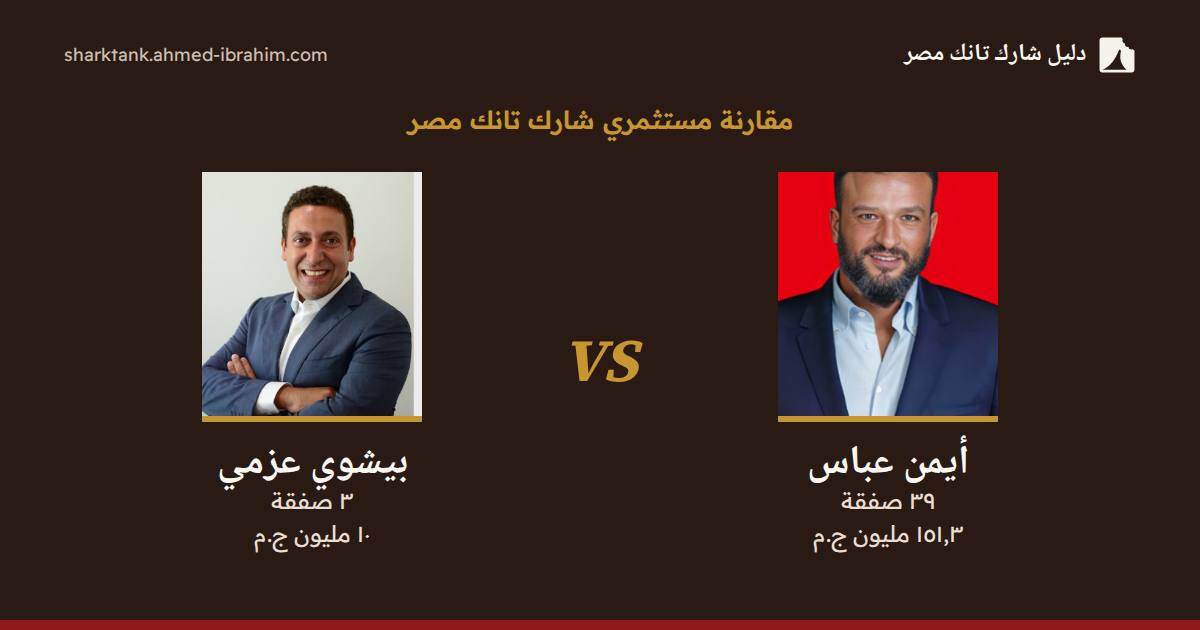 دليل شارك تانك مصر
sharktank.ahmed-ibrahim.com
مقارنة مستثمري شارك تانك مصر
أيمن عباس
٣٩ صفقة
١٥١,٣ مليون ج.م
VS
بيشوي عزمي
٣ صفقة
١٠ مليون ج.م